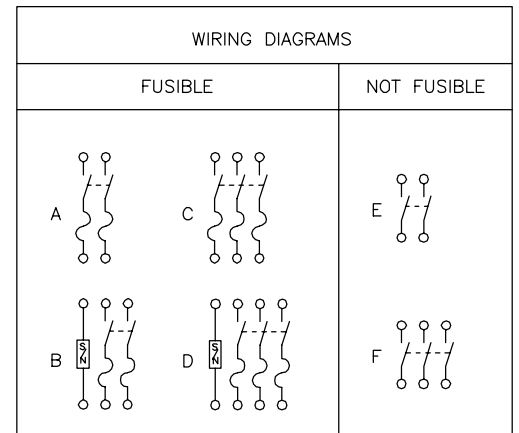 WIRING DIAGRAMS
FUSIBLE NOT FUSIBLE
A C E
B S/N D S/N F